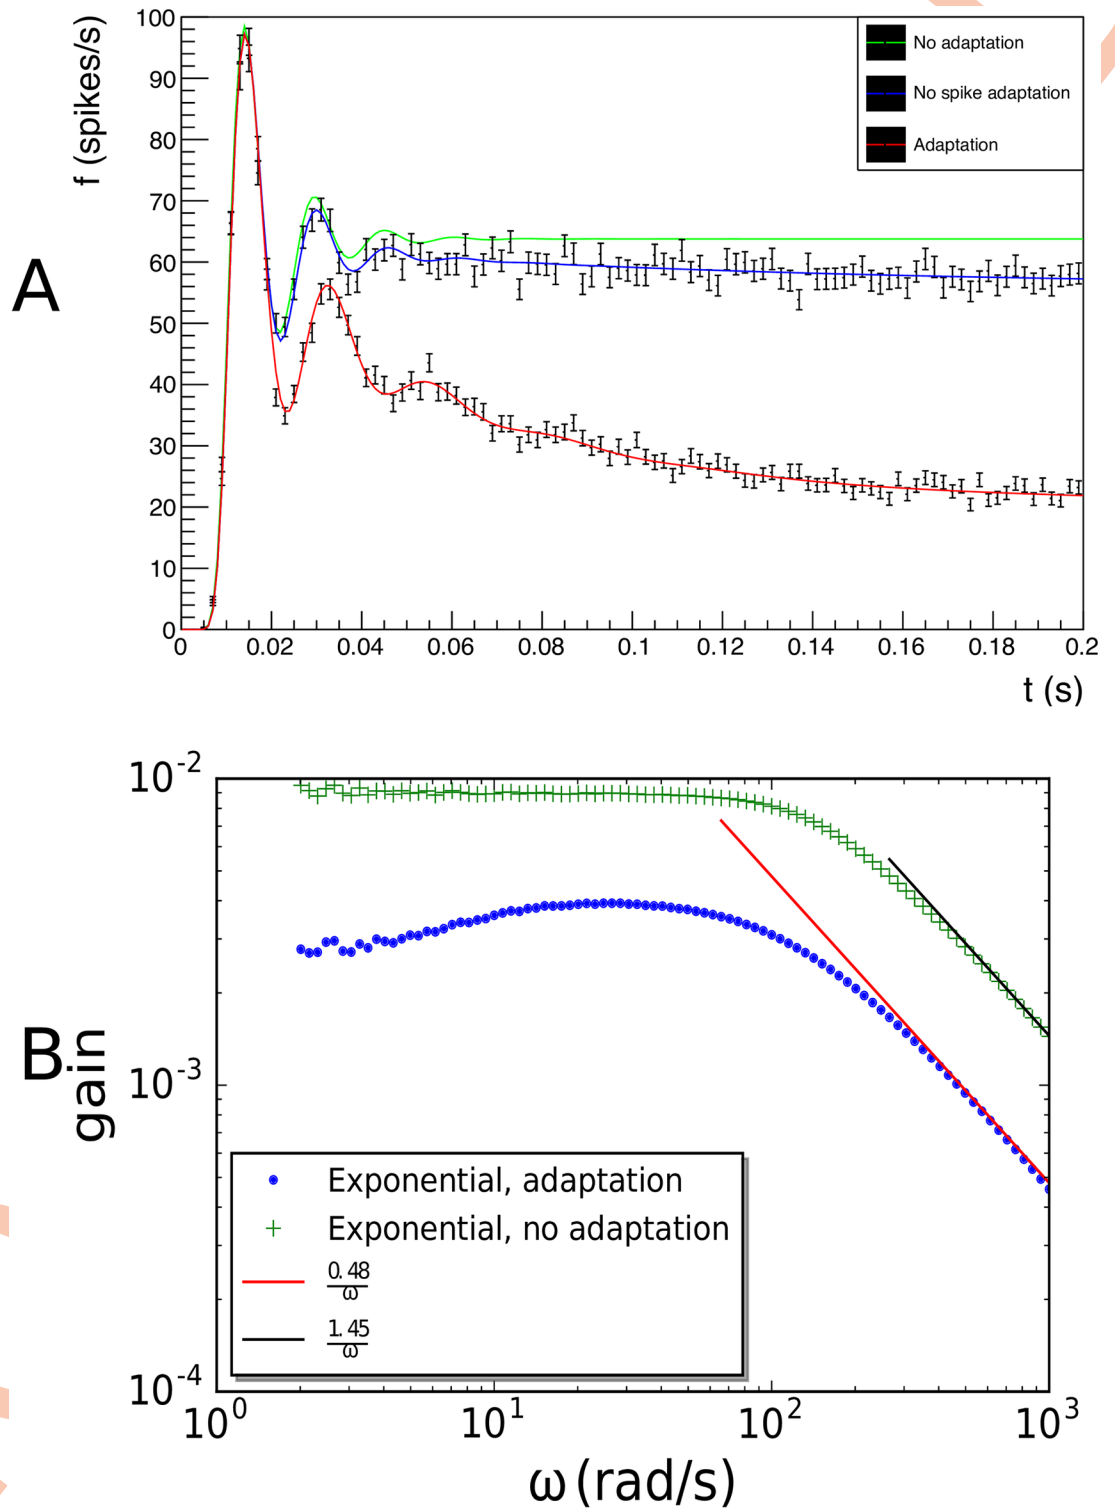 A
f (spikes/s)
100
90
80
70
60
50
40
30
20
10
0
0 0.02 0.04 0.06 0.08 0.1 0.12 0.14 0.16 0.18 0.2
t (s)
No adaptation
No spike adaptation
Adaptation
B
gain
10^-2
10^-3
10^-4
10^0 10^1 10^2 10^3
ω (rad/s)
Exponential, adaptation
Exponential, no adaptation
0.48
ω
1.45
ω